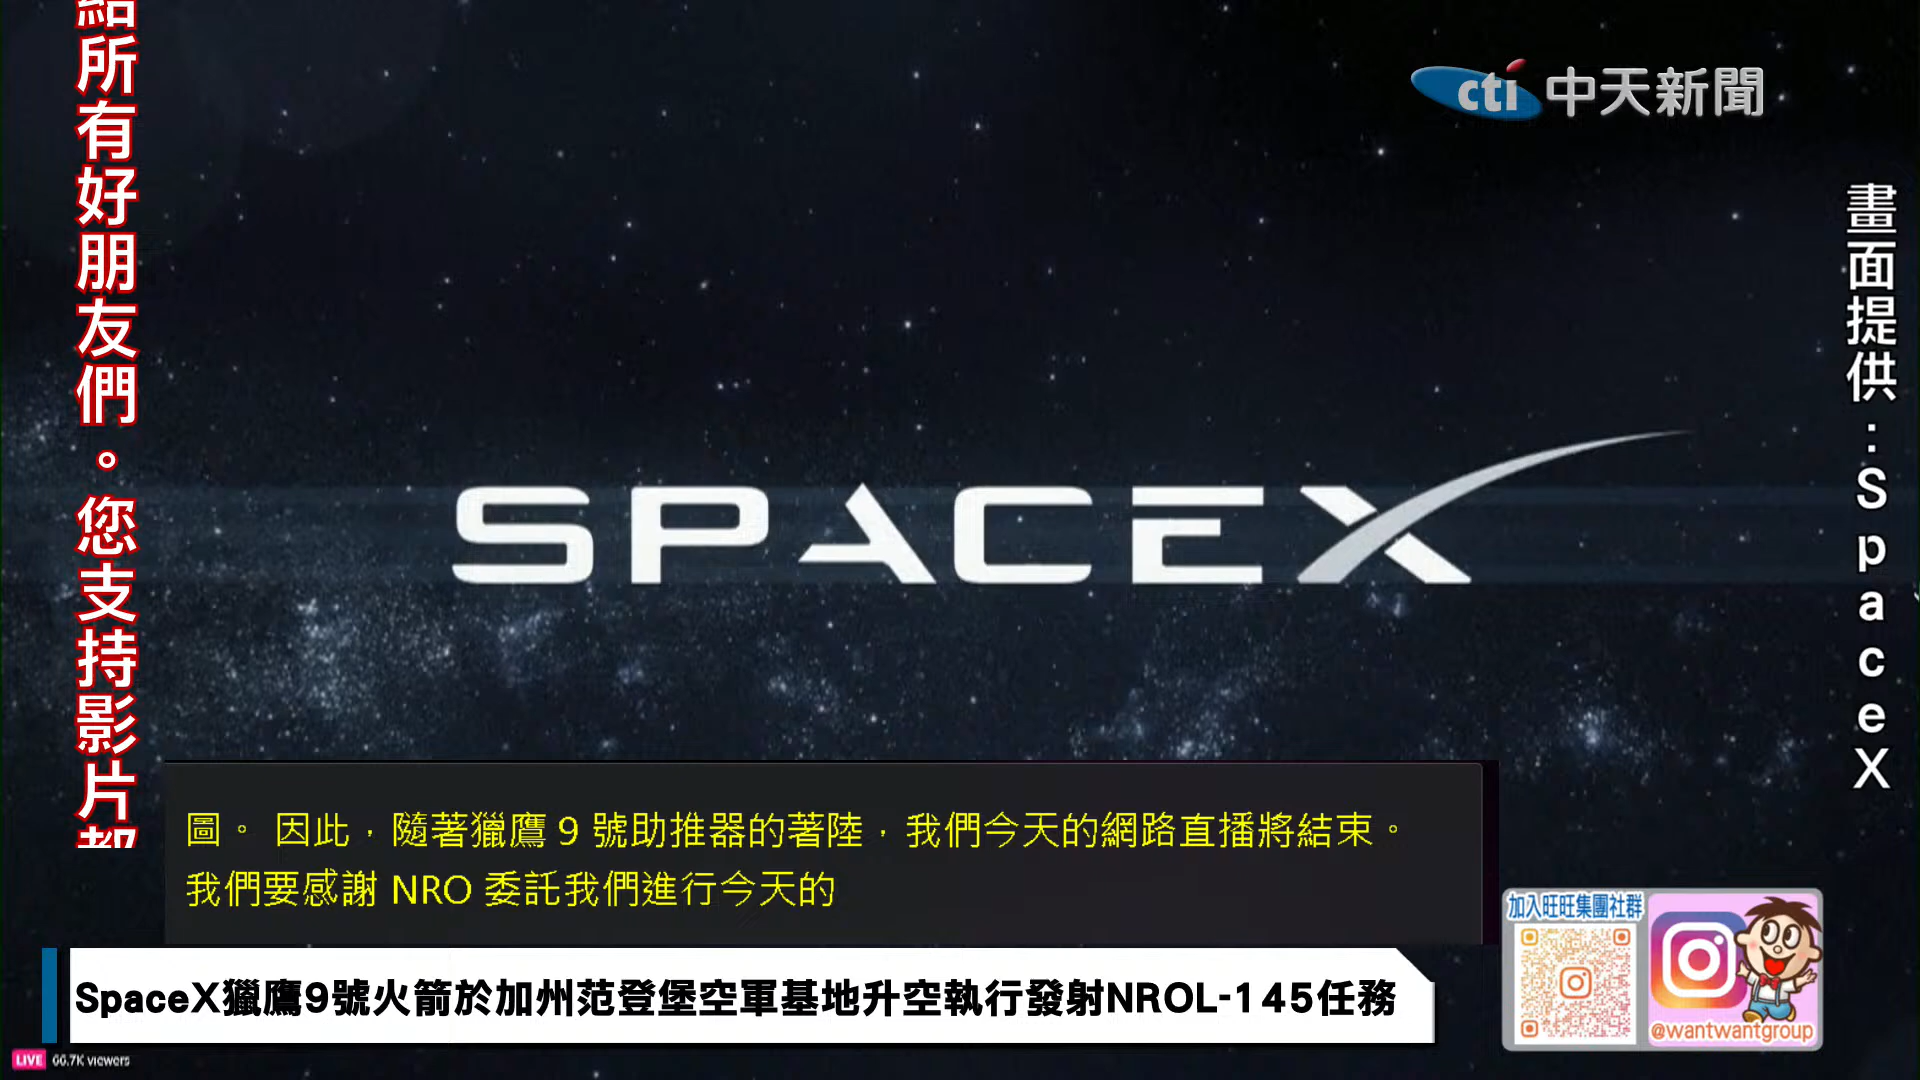 給所有好朋友們。您支持影片都
cti 中天新聞
畫面提供:SpaceX
SPACEX
圖。 因此,隨著獵鷹 9 號助推器的著陸,我們今天的網路直播將結束。
我們要感謝 NRO 委託我們進行今天的
SpaceX獵鷹9號火箭於加州范登堡空軍基地升空執行發射NROL-145任務
加入旺旺集團社群
@wantwantgroup
LIVE 66.7K viewers